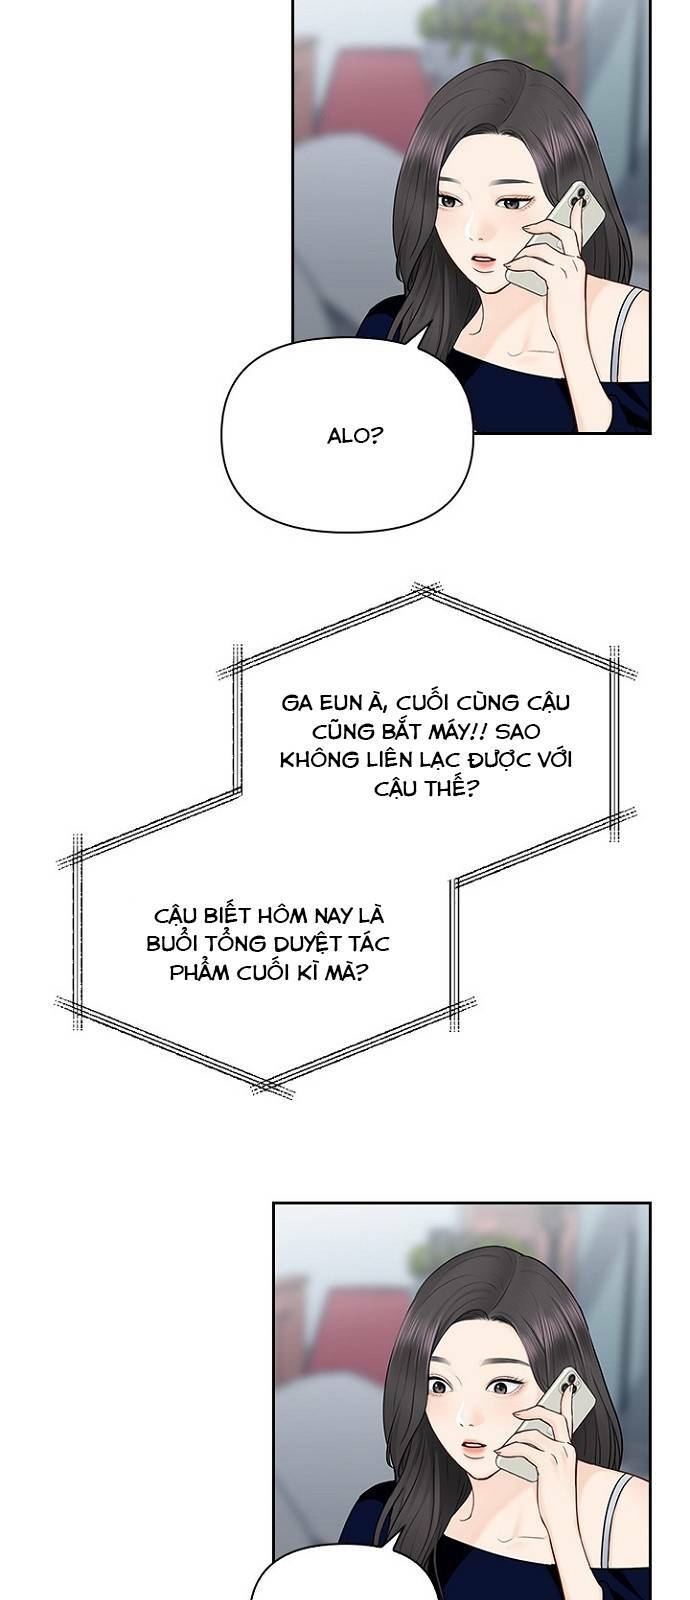 ALO?
GA EUN À, CUỐI CÙNG CẬU
CŨNG BẮT MÁY!! SAO
KHÔNG LIÊN LẠC ĐƯỢC VỚI
CẬU THẾ?
CẬU BIẾT HÔM NAY LÀ
BUỔI TỔNG DUYỆT TÁC
PHẨM CUỐI KÌ MÀ?